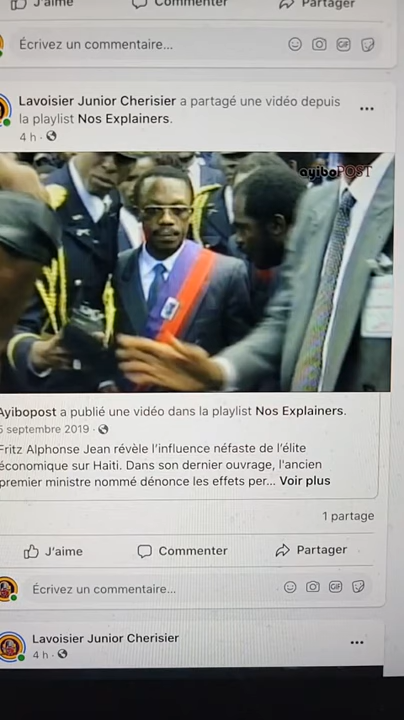 J'aime Commenter Partager
Écrivez un commentaire...
GIF
Lavoisier Junior Cherisier a partagé une vidéo depuis
la playlist Nos Explainers.
4 h ·
ayiboPOST
Ayibopost a publié une vidéo dans la playlist Nos Explainers.
5 septembre 2019 ·
Fritz Alphonse Jean révèle l'influence néfaste de l'élite
économique sur Haiti. Dans son dernier ouvrage, l'ancien
premier ministre nommé dénonce les effets per... Voir plus
1 partage
J'aime Commenter Partager
Écrivez un commentaire...
GIF
Lavoisier Junior Cherisier
4 h ·